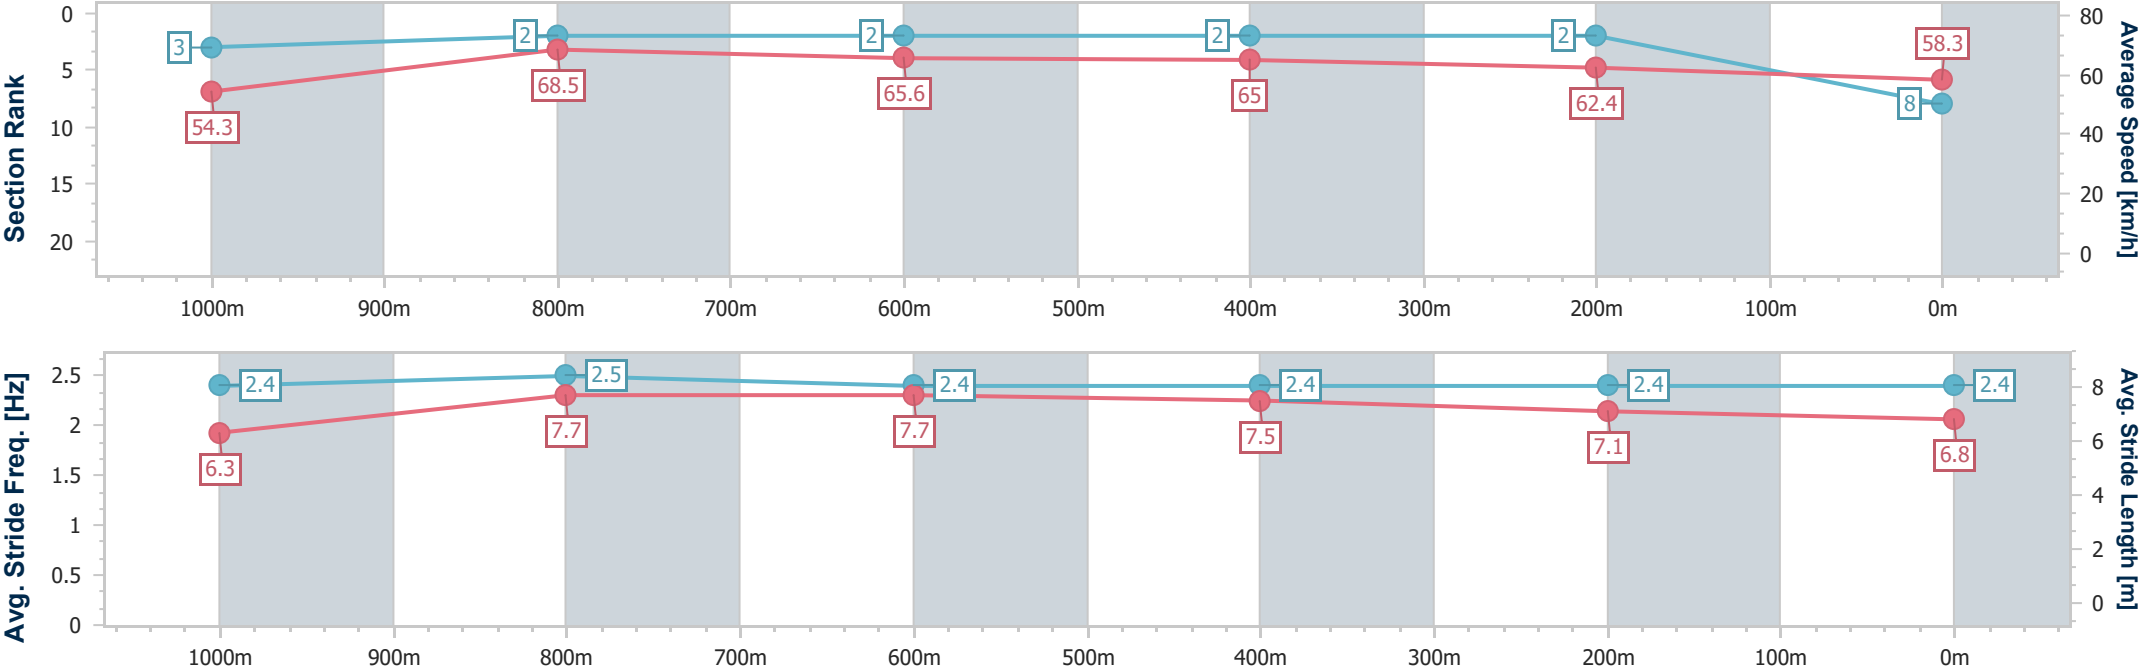 Section Rank
0
5
10
15
20
3
2
2
2
2
8
54.3
68.5
65.6
65
62.4
58.3
80
60
40
20
0
Average Speed [km/h]
1000m
900m
800m
700m
600m
500m
400m
300m
200m
100m
0m
Avg. Stride Freq. [Hz]
2.5
2
1.5
1
0.5
0
2.4
2.5
2.4
2.4
2.4
2.4
6.3
7.7
7.7
7.5
7.1
6.8
8
6
4
2
0
Avg. Stride Length [m]
1000m
900m
800m
700m
600m
500m
400m
300m
200m
100m
0m